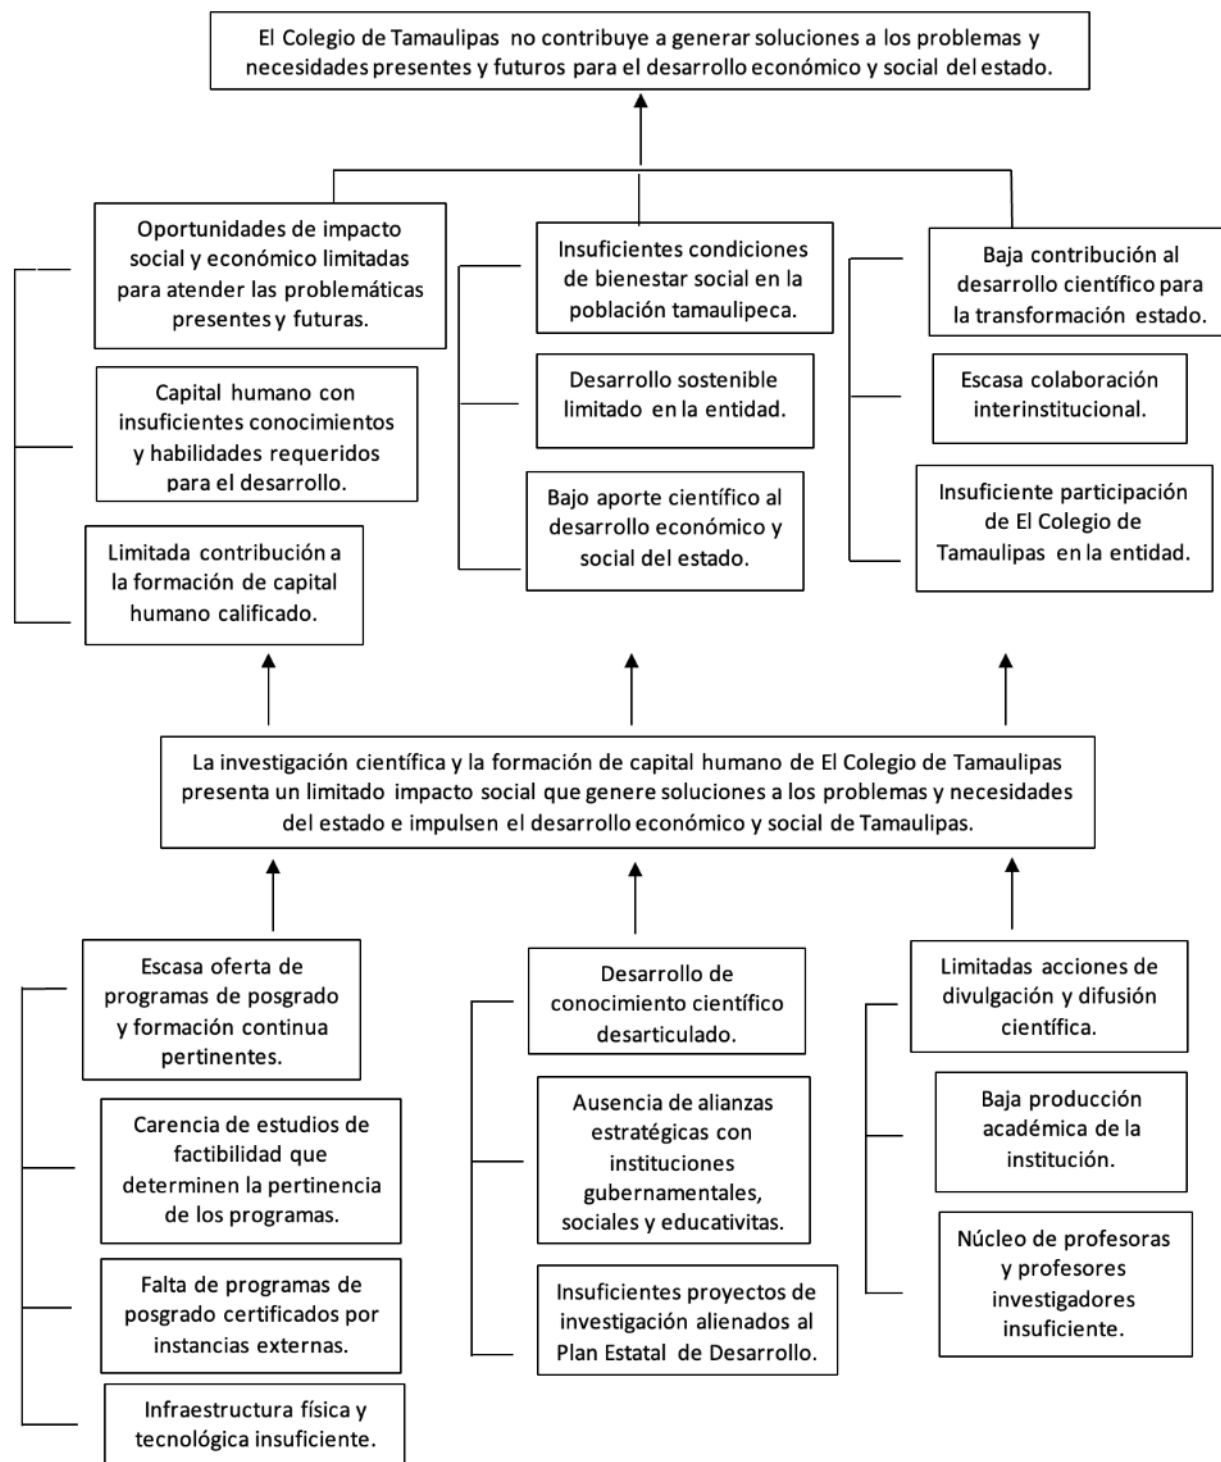 El Colegio de Tamaulipas no contribuye a generar soluciones a los problemas y
necesidades presentes y futuros para el desarrollo económico y social del estado.
Oportunidades de impacto
social y económico limitadas
para atender las problemáticas
presentes y futuras.
Capital humano con
insuficientes conocimientos
y habilidades requeridos
para el desarrollo.
Limitada contribución a
la formación de capital
humano calificado.
Insuficientes condiciones
de bienestar social en la
población tamaulipeca.
Desarrollo sostenible
limitado en la entidad.
Bajo aporte científico al
desarrollo económico y
social del estado.
Baja contribución al
desarrollo científico para
la transformación estado.
Escasa colaboración
interinstitucional.
Insuficiente participación
de El Colegio de
Tamaulipas en la entidad.
La investigación científica y la formación de capital humano de El Colegio de Tamaulipas
presenta un limitado impacto social que genere soluciones a los problemas y necesidades
del estado e impulsen el desarrollo económico y social de Tamaulipas.
Escasa oferta de
programas de posgrado
y formación continua
pertinentes.
Carencia de estudios de
factibilidad que
determinen la pertinencia
de los programas.
Falta de programas de
posgrado certificados por
instancias externas.
Infraestructura física y
tecnológica insuficiente.
Desarrollo de
conocimiento científico
desarticulado.
Ausencia de alianzas
estratégicas con
instituciones
gubernamentales,
sociales y educativitas.
Insuficientes proyectos de
investigación alienados al
Plan Estatal de Desarrollo.
Limitadas acciones de
divulgación y difusión
científica.
Baja producción
académica de la
institución.
Núcleo de profesoras
y profesores
investigadores
insuficiente.